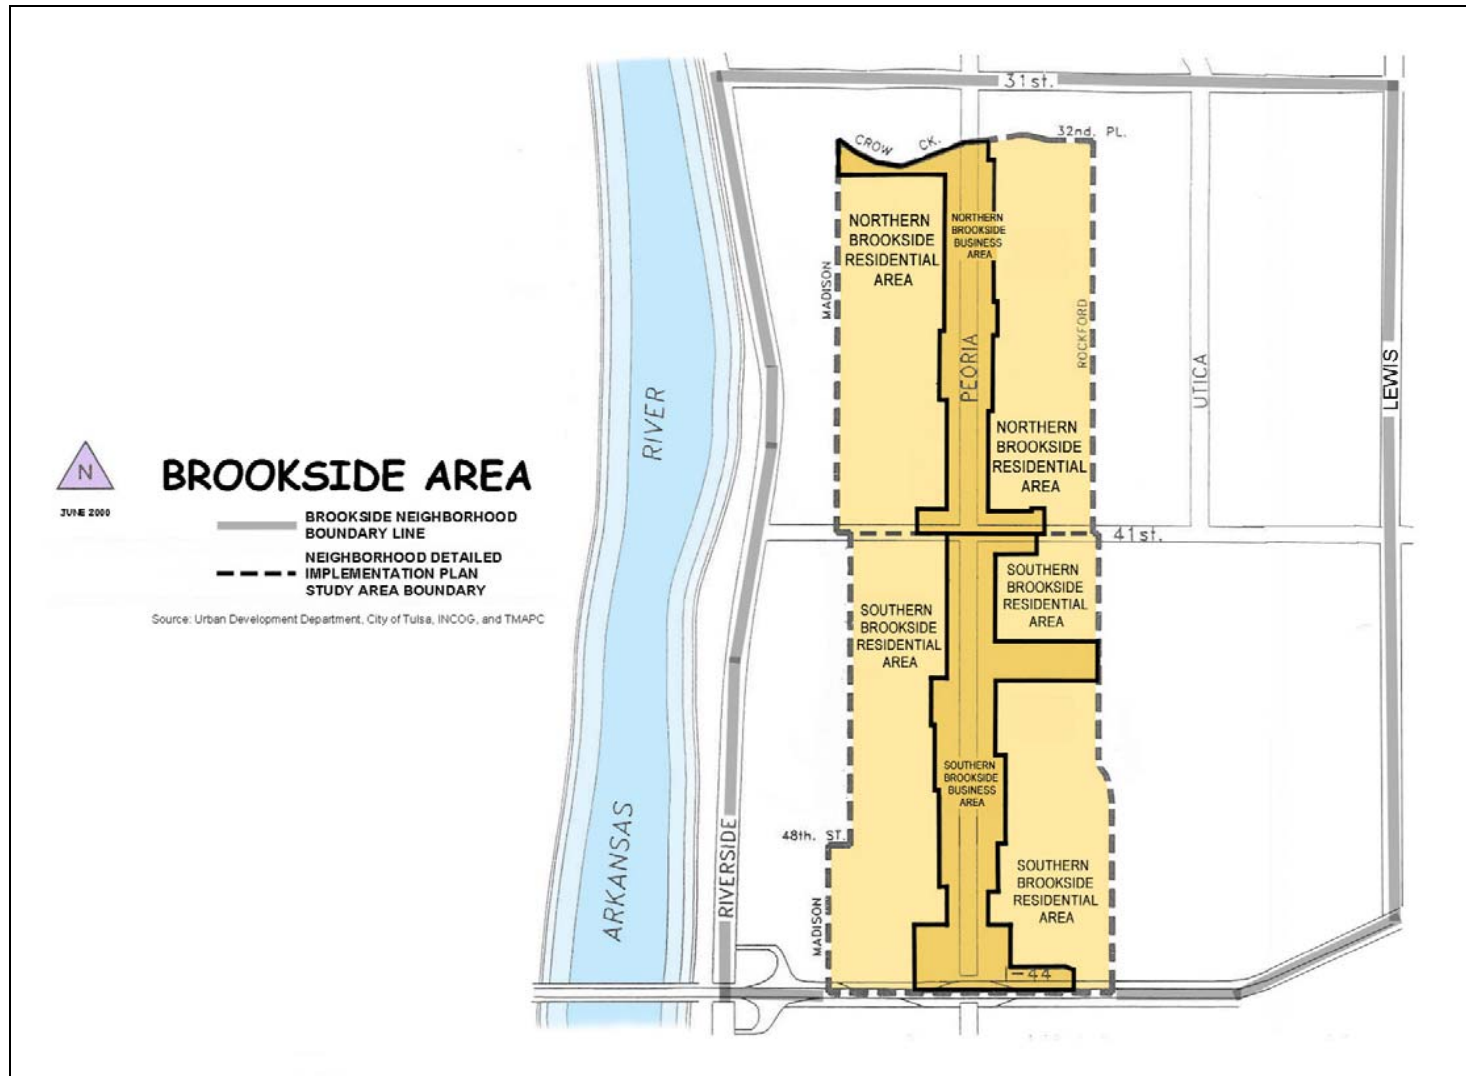 31st.
32nd. PL.
CROW CK.
NORTHERN
BROOKSIDE
RESIDENTIAL
AREA
NORTHERN
BROOKSIDE
BUSINESS
AREA
MADISON
PEORIA
ROCKFORD
UTICA
LEWIS
RIVER
NORTHERN
BROOKSIDE
RESIDENTIAL
AREA
N
JUNE 2000
BROOKSIDE AREA
BROOKSIDE NEIGHBORHOOD
BOUNDARY LINE
NEIGHBORHOOD DETAILED
IMPLEMENTATION PLAN
STUDY AREA BOUNDARY
Source: Urban Development Department, City of Tulsa, INCOG, and TMAPC
41st.
SOUTHERN
BROOKSIDE
RESIDENTIAL
AREA
SOUTHERN
BROOKSIDE
RESIDENTIAL
AREA
SOUTHERN
BROOKSIDE
BUSINESS
AREA
48th. ST.
ARKANSAS
RIVERSIDE
MADISON
SOUTHERN
BROOKSIDE
RESIDENTIAL
AREA
I-44